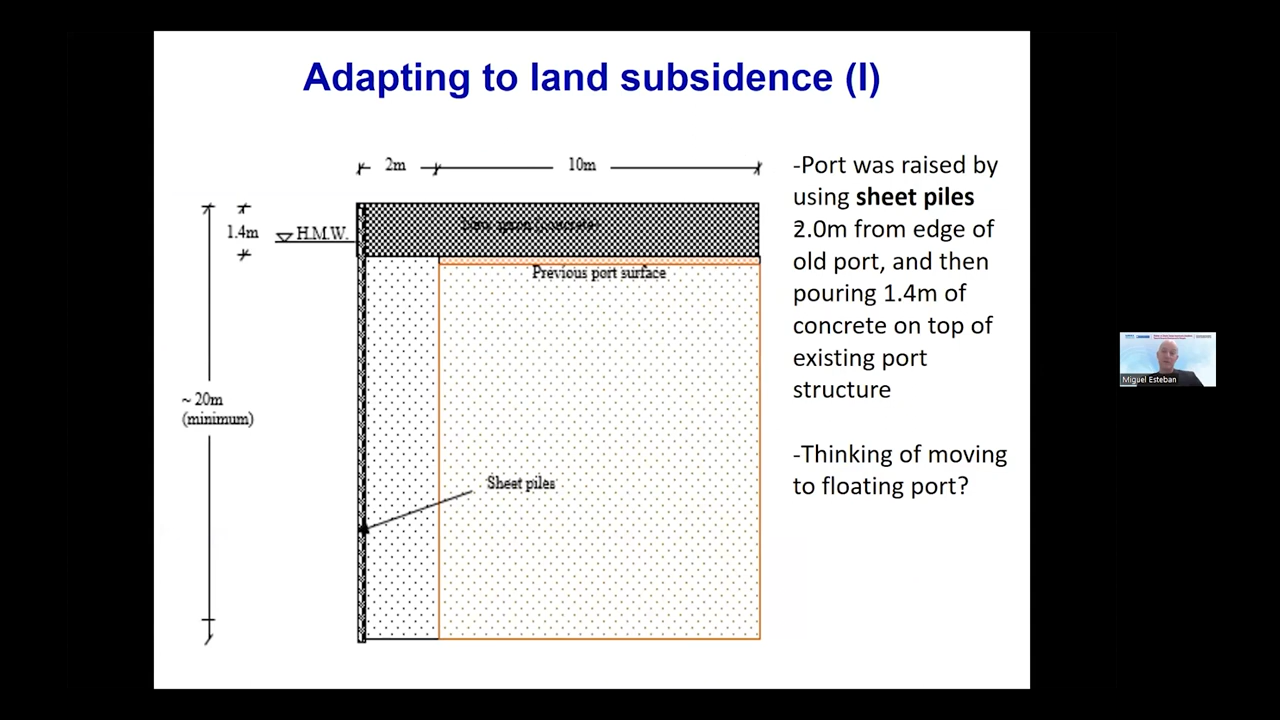 Adapting to land subsidence (I)
2m
10m
1.4m
H.M.W.
apron (concrete)
Previous port surface
~ 20m
(minimum)
Sheet piles
-Port was raised by
using sheet piles
2.0m from edge of
old port, and then
pouring 1.4m of
concrete on top of
existing port
structure
-Thinking of moving
to floating port?
Miguel Esteban